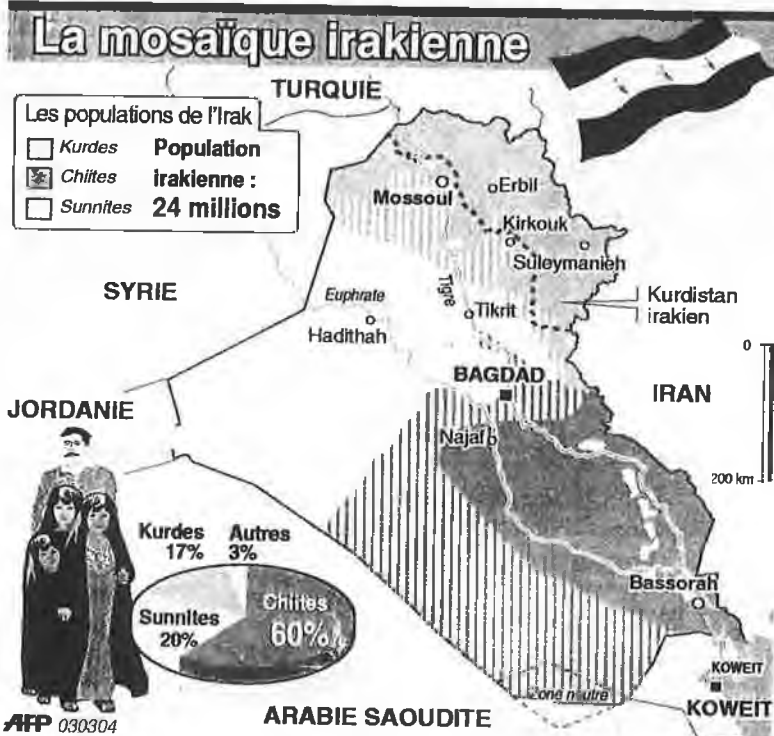 La mosaïque irakienne
TURQUIE
Les populations de l'Irak
Kurdes
Chiites
Sunnites
Population
irakienne :
24 millions
Mossoul
Erbil
Kirkouk
Suleymanieh
SYRIE
Euphrate
Hadithah
Tigre
Tikrit
Kurdistan
irakien
0
200 km
BAGDAD
IRAN
JORDANIE
Najaf
Kurdes
17%
Autres
3%
Sunnites
20%
Chiites
60%
Bassorah
Zone neutre
KOWEIT
KOWEIT
ARABIE SAOUDITE
AFP 030304